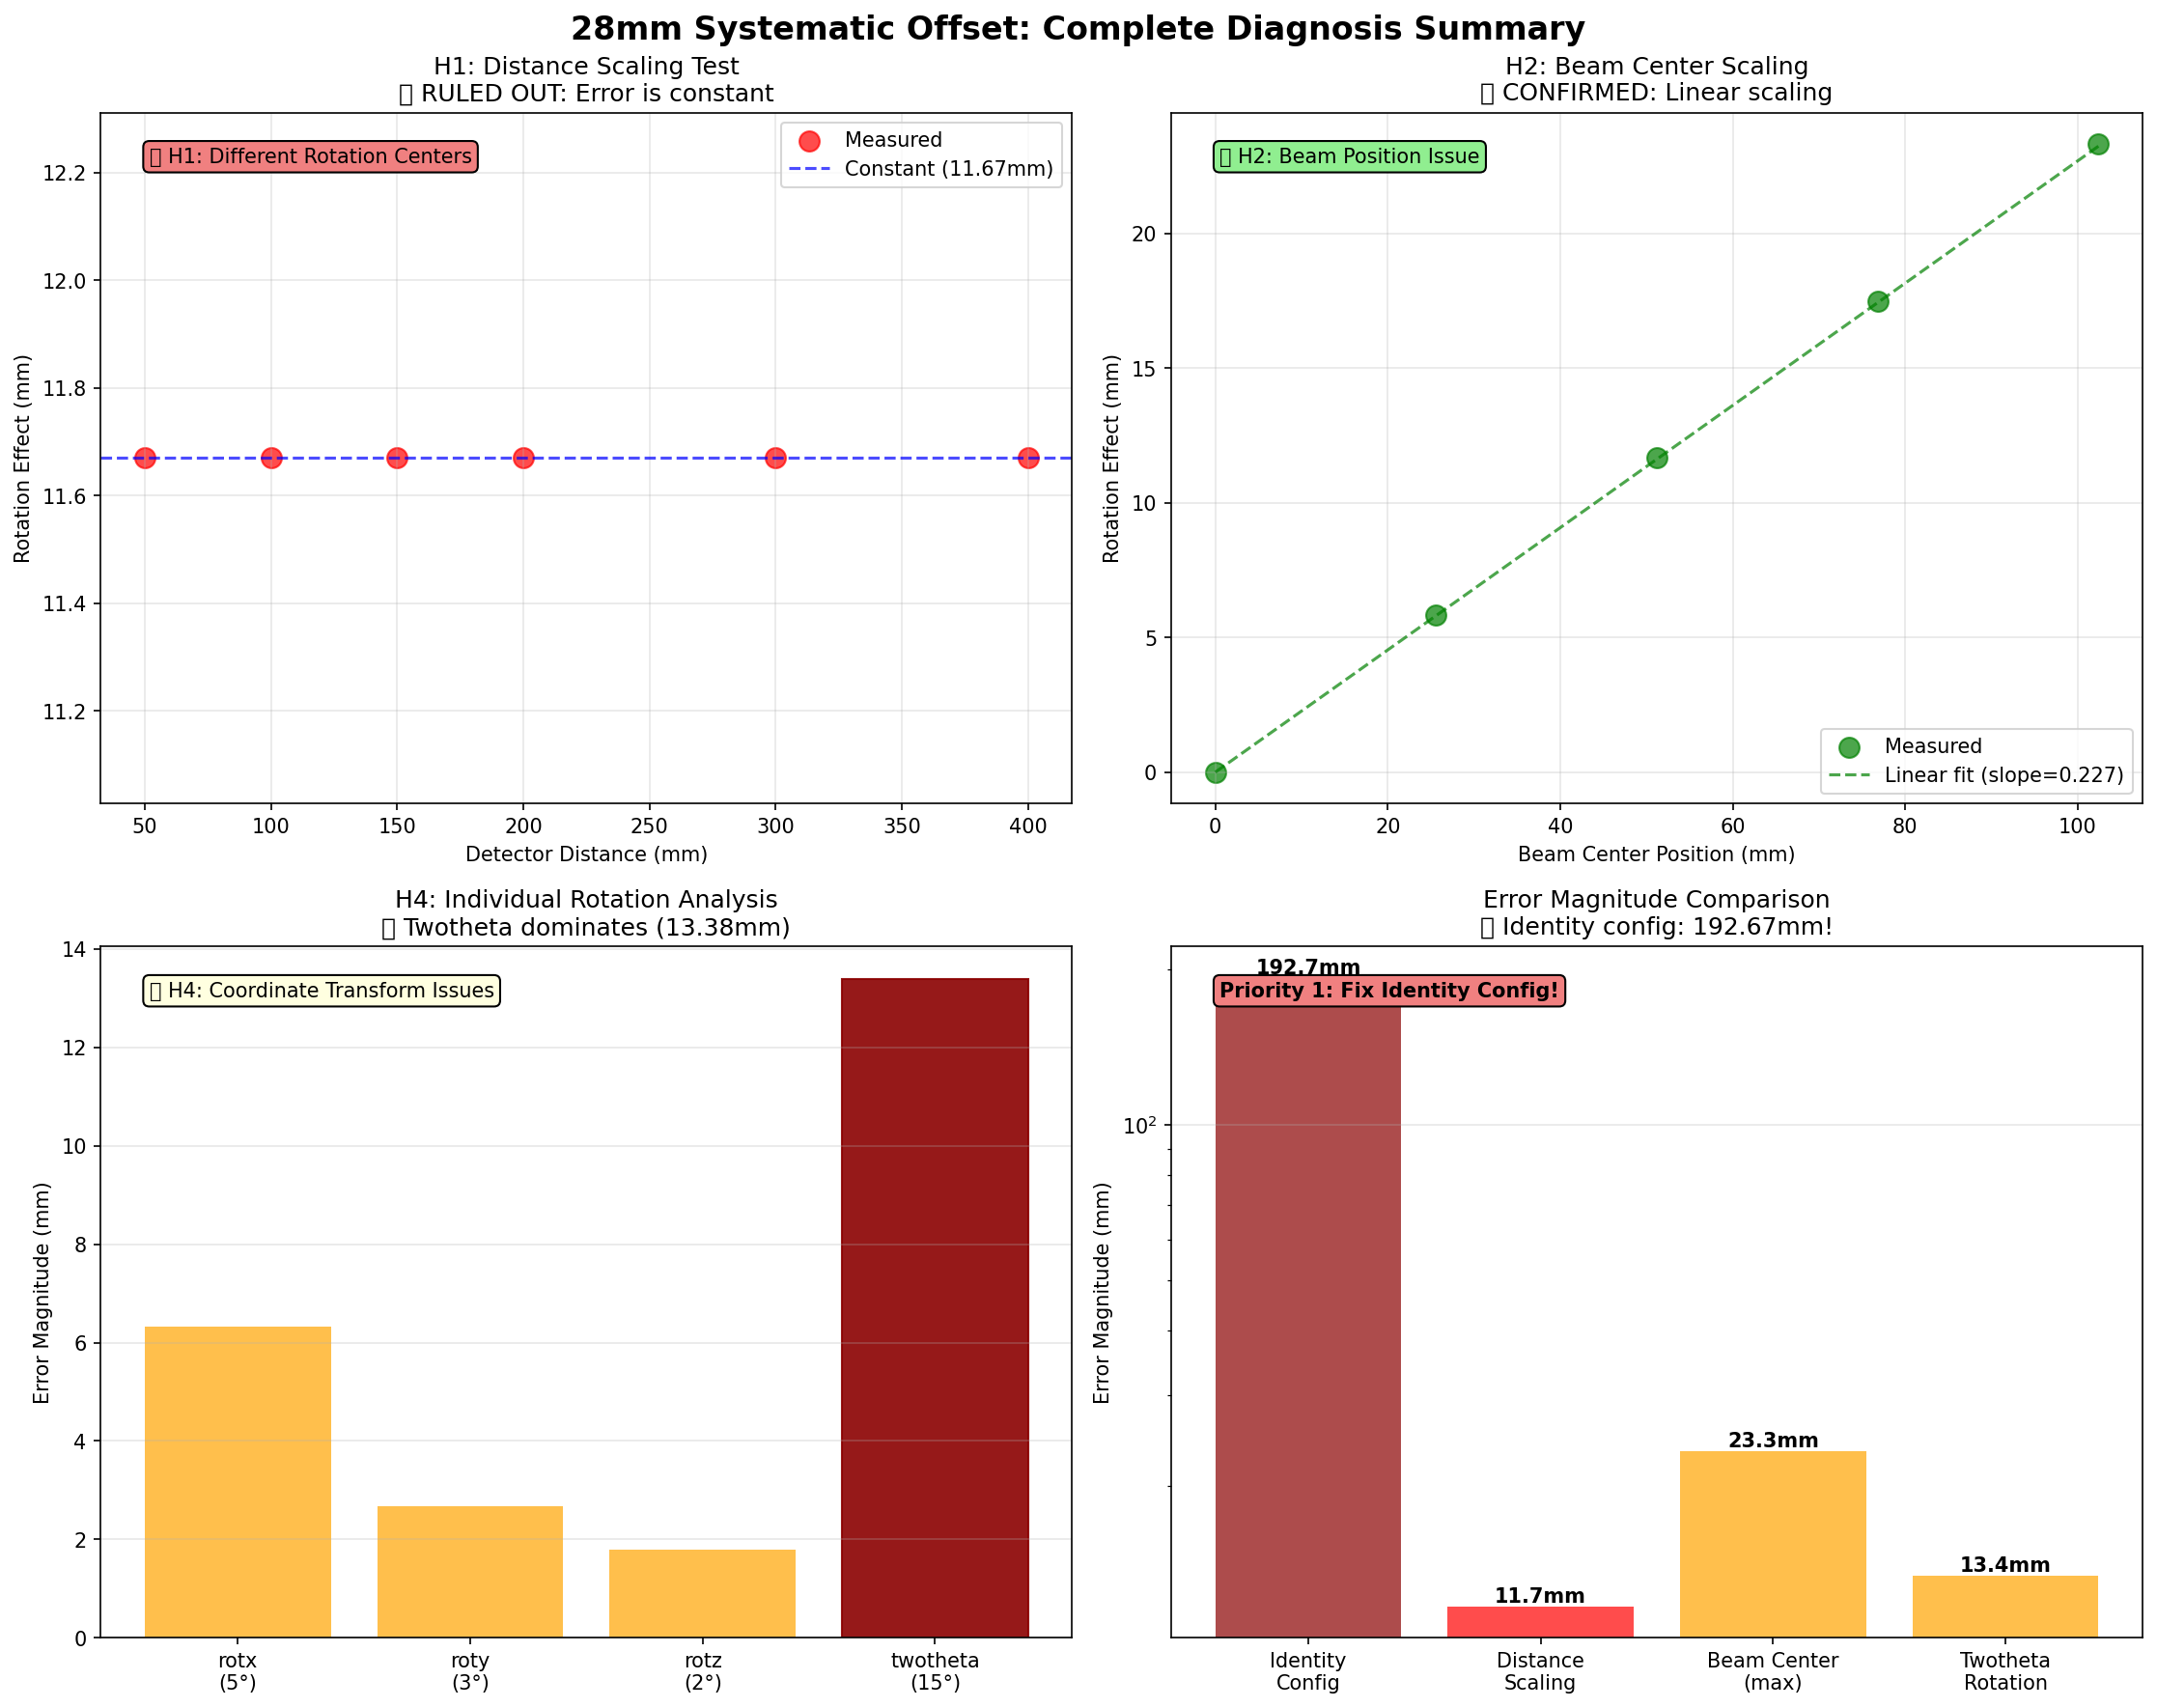 28mm Systematic Offset: Complete Diagnosis Summary
H1: Distance Scaling Test
▯ RULED OUT: Error is constant
▯ H1: Different Rotation Centers
Measured
Constant (11.67mm)
Rotation Effect (mm)
12.2
12.0
11.8
11.6
11.4
11.2
50 100 150 200 250 300 350 400
Detector Distance (mm)
H2: Beam Center Scaling
▯ CONFIRMED: Linear scaling
▯ H2: Beam Position Issue
Rotation Effect (mm)
20
15
10
5
0
Measured
Linear fit (slope=0.227)
0 20 40 60 80 100
Beam Center Position (mm)
H4: Individual Rotation Analysis
▯ Twotheta dominates (13.38mm)
▯ H4: Coordinate Transform Issues
Error Magnitude (mm)
14
12
10
8
6
4
2
0
rotx roty rotz twotheta
(5°) (3°) (2°) (15°)
Error Magnitude Comparison
▯ Identity config: 192.67mm!
192.7mm
Priority 1: Fix Identity Config!
Error Magnitude (mm)
10²
23.3mm
13.4mm
11.7mm
Identity Distance Beam Center Twotheta
Config Scaling (max) Rotation